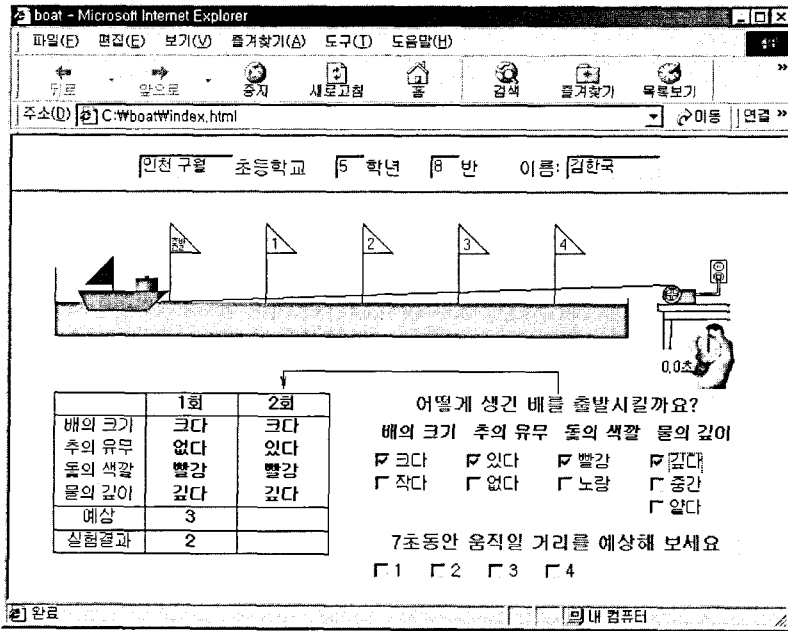 boat - Microsoft Internet Explorer
파일(F) 편집(E) 보기(V) 즐겨찾기(A) 도구(T) 도움말(H)
뒤로 앞으로 중지 새로고침 홈 검색 즐겨찾기 목록보기 »
주소(D) C:₩boat₩index.html 이동 연결 »
인천 구월 초등학교 5 학년 8 반 이름: 김한국
출발 1 2 3 4
0.0초
어떻게 생긴 배를 출발시킬까요?
배의 크기 추의 유무 돛의 색깔 물의 깊이
크다 있다 빨강 깊다
작다 없다 노랑 중간
얕다
7초동안 움직일 거리를 예상해 보세요
1 2 3 4
1회 2회
배의 크기 크다 크다
추의 유무 없다 있다
돛의 색깔 빨강 빨강
물의 깊이 깊다 깊다
예상 3
실험결과 2
완료 내 컴퓨터